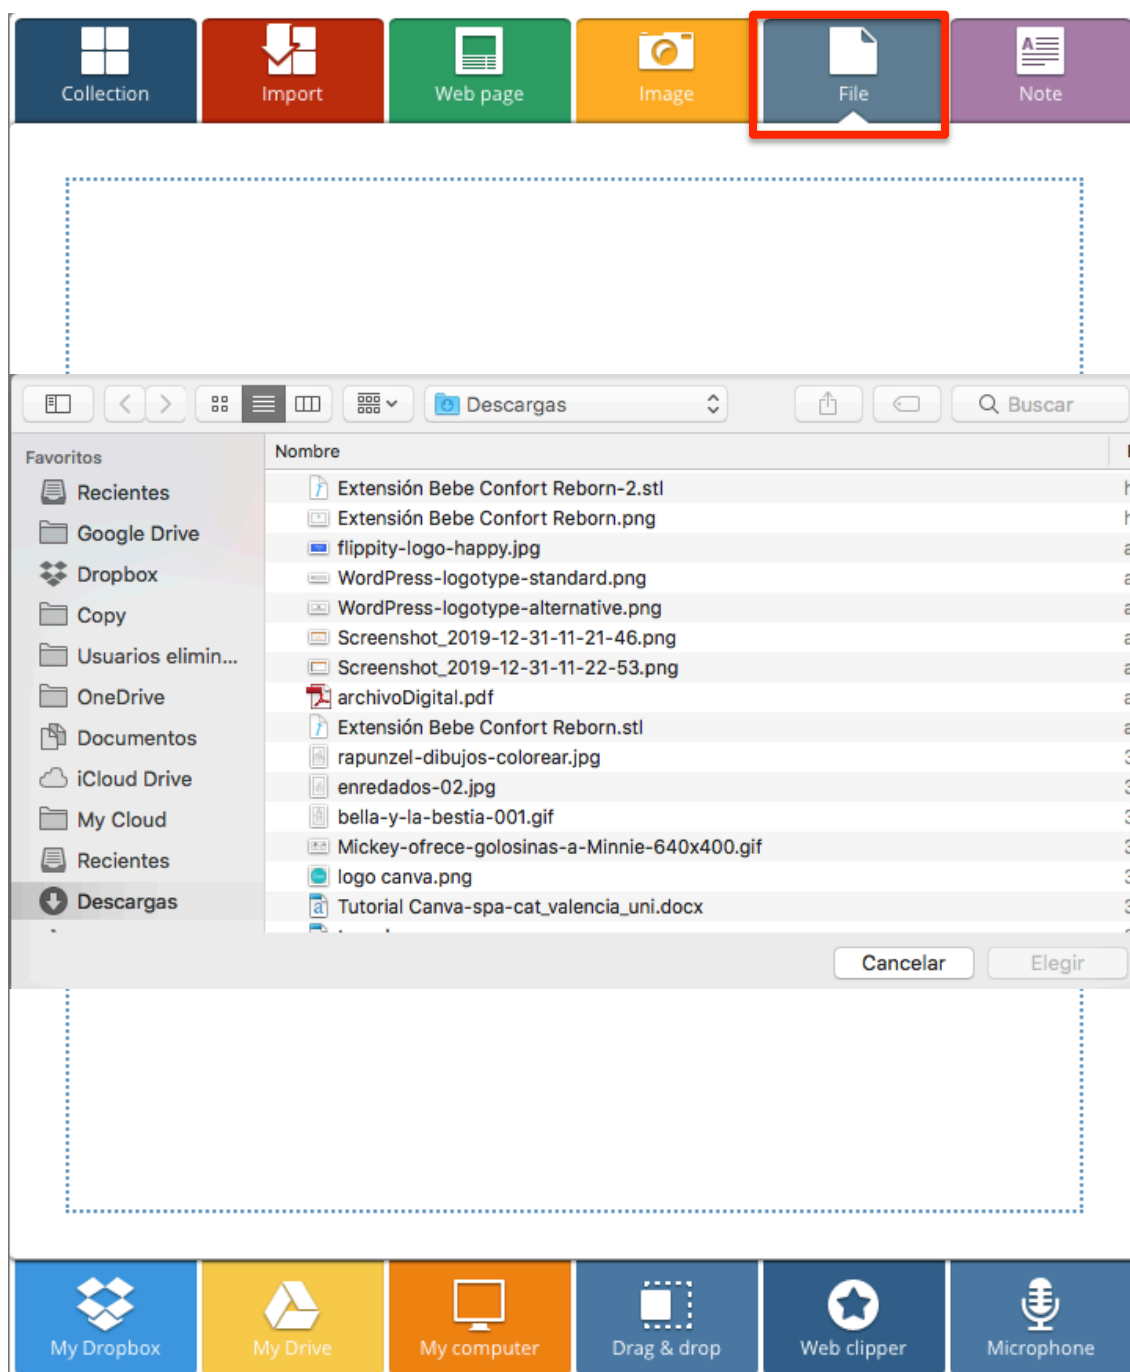 Collection Import Web page Image File Note
Descargas Buscar
Favoritos
Recientes
Google Drive
Dropbox
Copy
Usuarios elimin...
OneDrive
Documentos
iCloud Drive
My Cloud
Recientes
Descargas
Nombre
Extensión Bebe Confort Reborn-2.stl
Extensión Bebe Confort Reborn.png
flippity-logo-happy.jpg
WordPress-logotype-standard.png
WordPress-logotype-alternative.png
Screenshot_2019-12-31-11-21-46.png
Screenshot_2019-12-31-11-22-53.png
archivoDigital.pdf
Extensión Bebe Confort Reborn.stl
rapunzel-dibujos-colorear.jpg
enredados-02.jpg
bella-y-la-bestia-001.gif
Mickey-ofrece-golosinas-a-Minnie-640x400.gif
logo canva.png
Tutorial Canva-spa-cat_valencia_uni.docx
Cancelar Elegir
My Dropbox My Drive My computer Drag & drop Web clipper Microphone